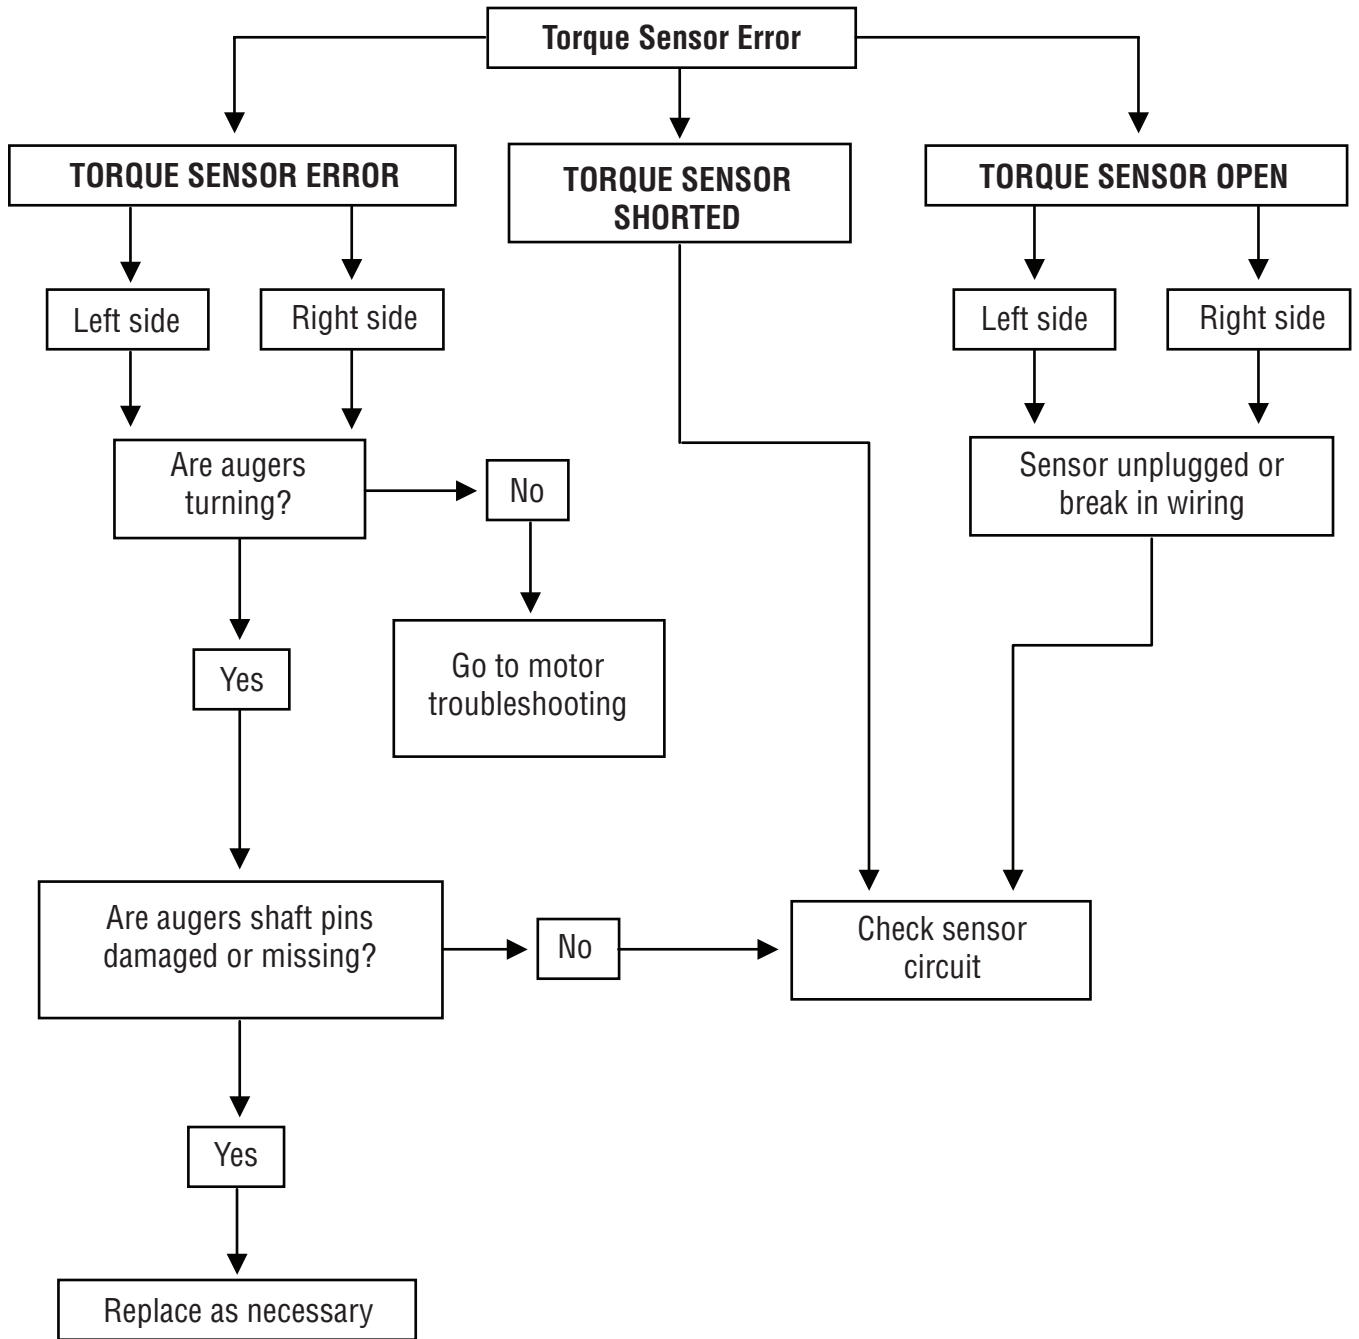 Torque Sensor Error
TORQUE SENSOR ERROR
TORQUE SENSOR
SHORTED
TORQUE SENSOR OPEN
Left side
Right side
Left side
Right side
Are augers
turning?
No
Sensor unplugged or
break in wiring
Yes
Go to motor
troubleshooting
Are augers shaft pins
damaged or missing?
No
Check sensor
circuit
Yes
Replace as necessary